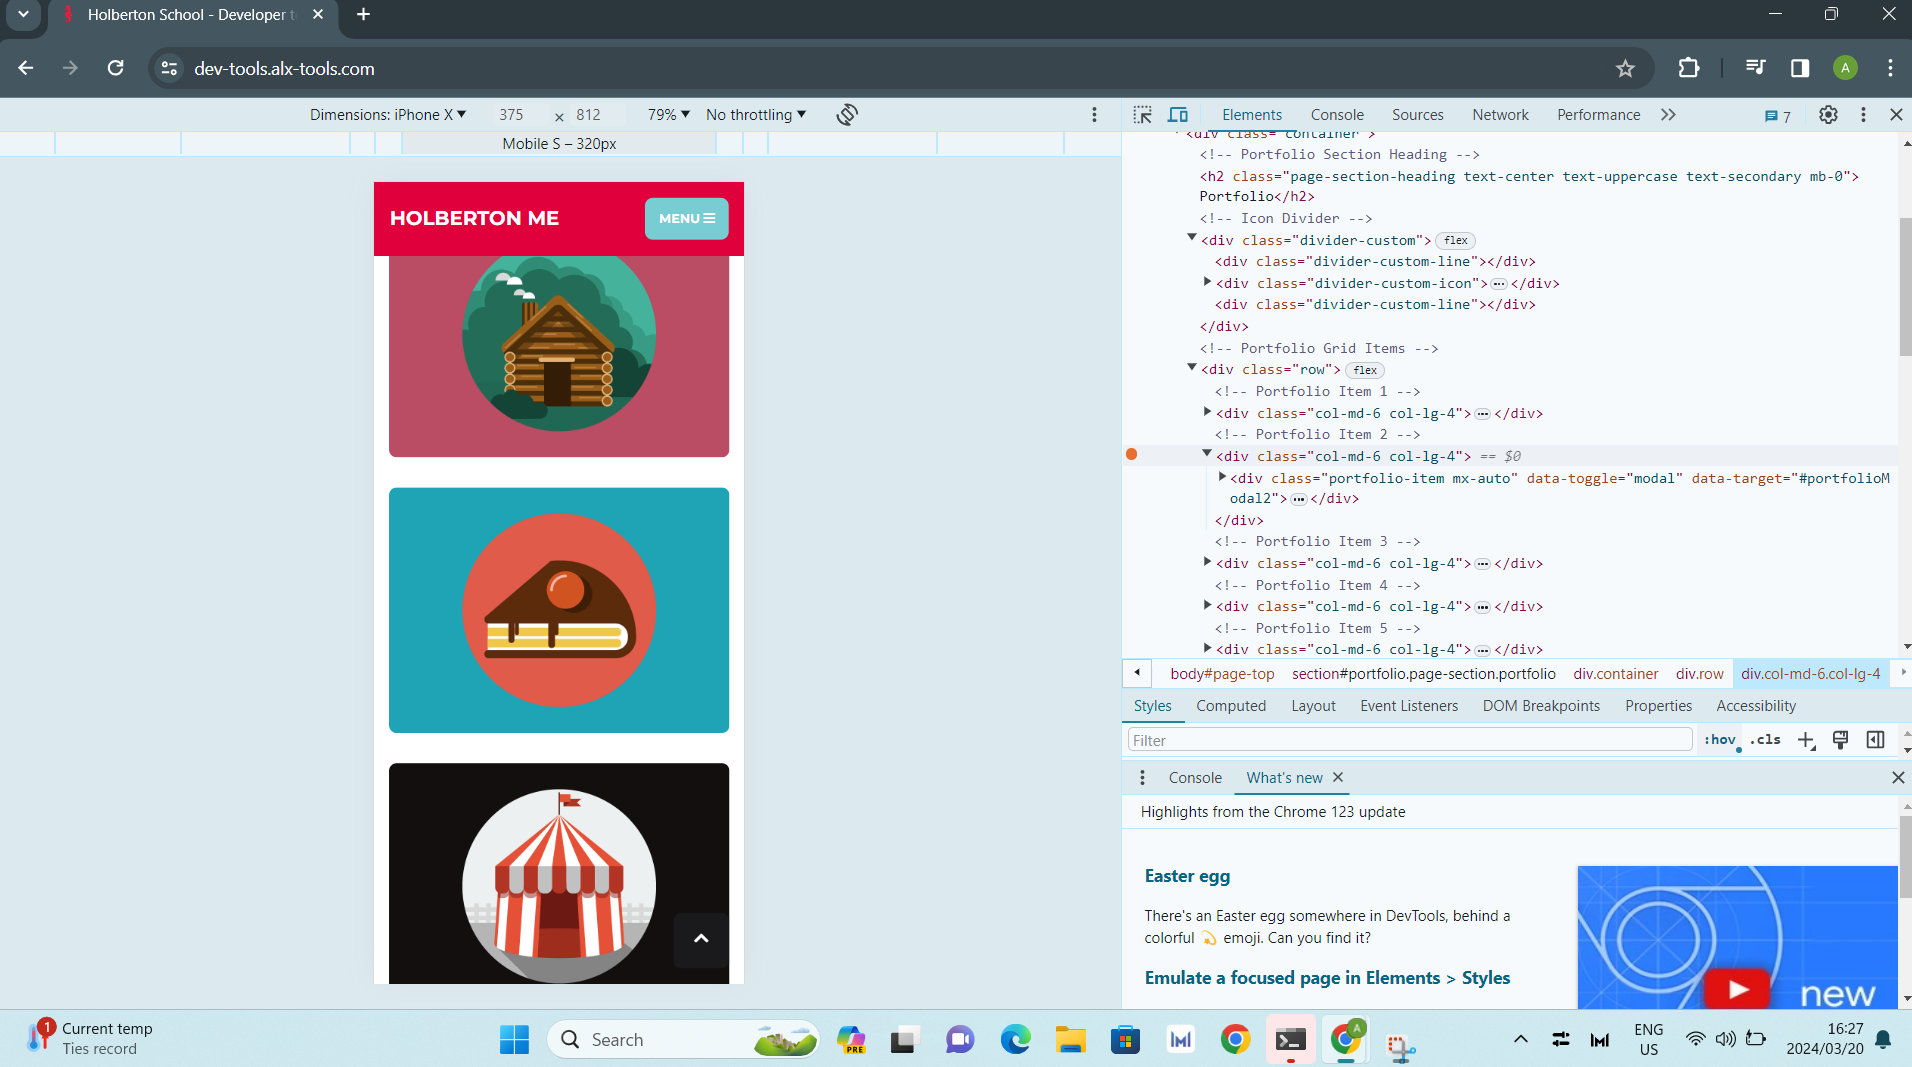 Holberton School - Developer t
dev-tools.alx-tools.com
A
Dimensions: iPhone X 375 × 812 79% No throttling
Mobile S – 320px
HOLBERTON ME
MENU
Elements Console Sources Network Performance 7
<div class="container">
<!-- Portfolio Section Heading -->
<h2 class="page-section-heading text-center text-uppercase text-secondary mb-0">
Portfolio</h2>
<!-- Icon Divider -->
<div class="divider-custom"> flex
<div class="divider-custom-line"></div>
<div class="divider-custom-icon">…</div>
<div class="divider-custom-line"></div>
</div>
<!-- Portfolio Grid Items -->
<div class="row"> flex
<!-- Portfolio Item 1 -->
<div class="col-md-6 col-lg-4">…</div>
<!-- Portfolio Item 2 -->
<div class="col-md-6 col-lg-4"> == $0
<div class="portfolio-item mx-auto" data-toggle="modal" data-target="#portfolioM
odal2">…</div>
</div>
<!-- Portfolio Item 3 -->
<div class="col-md-6 col-lg-4">…</div>
<!-- Portfolio Item 4 -->
<div class="col-md-6 col-lg-4">…</div>
<!-- Portfolio Item 5 -->
<div class="col-md-6 col-lg-4">…</div>
body#page-top section#portfolio.page-section.portfolio div.container div.row div.col-md-6.col-lg-4
Styles Computed Layout Event Listeners DOM Breakpoints Properties Accessibility
Filter :hov .cls
Console What's new
Highlights from the Chrome 123 update
Easter egg
There's an Easter egg somewhere in DevTools, behind a
colorful 💫 emoji. Can you find it?
Emulate a focused page in Elements > Styles
new
1
Current temp
Ties record
Search
PRE
A
ENG
US
16:27
2024/03/20